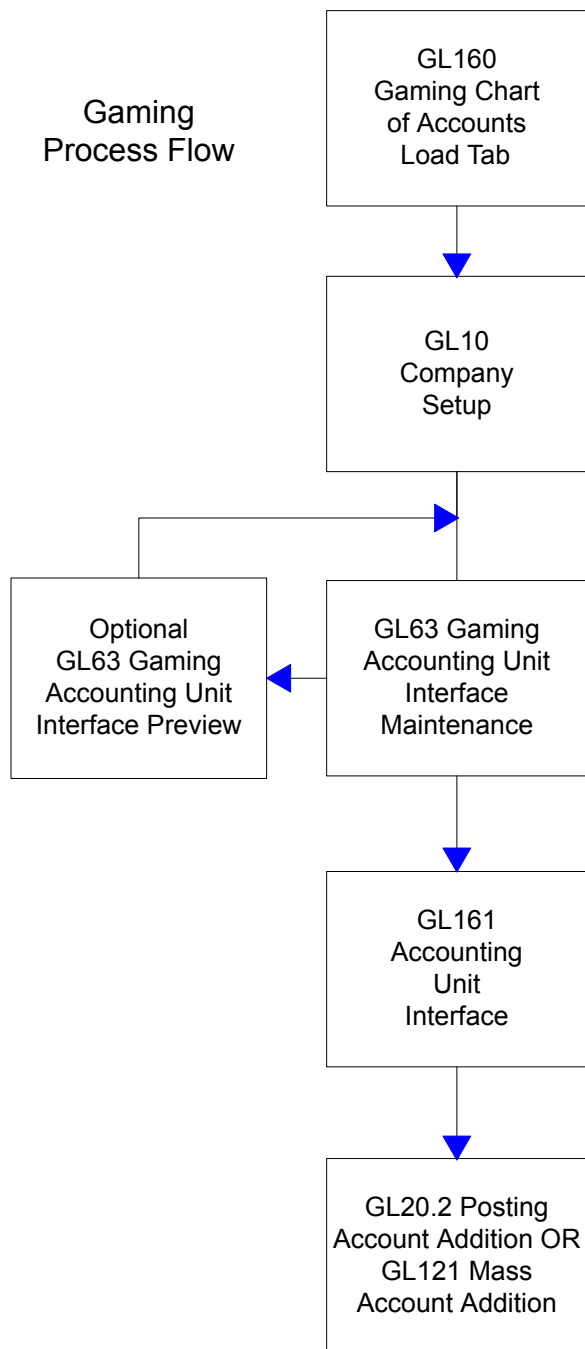 Gaming
Process Flow
GL160
Gaming Chart
of Accounts
Load Tab
GL10
Company
Setup
Optional
GL63 Gaming
Accounting Unit
Interface Preview
GL63 Gaming
Accounting Unit
Interface
Maintenance
GL161
Accounting
Unit
Interface
GL20.2 Posting
Account Addition OR
GL121 Mass
Account Addition